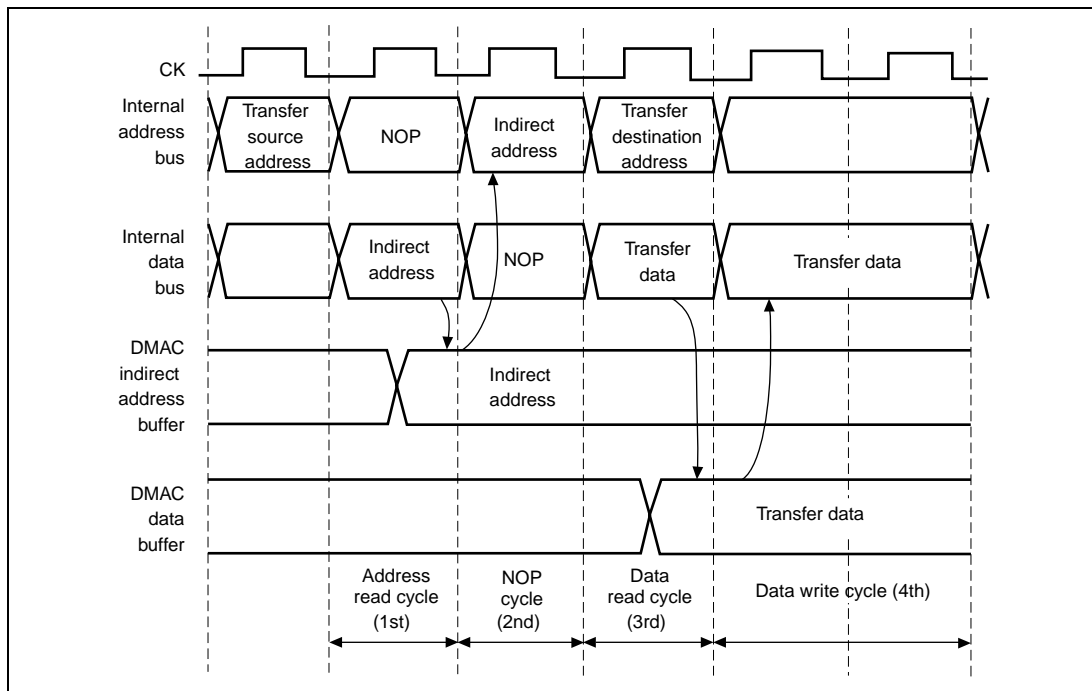 CK
Internal
address
bus
Transfer
source
address
NOP
Indirect
address
Transfer
destination
address
Internal
data
bus
Indirect
address
NOP
Transfer
data
Transfer data
DMAC
indirect
address
buffer
Indirect
address
DMAC
data
buffer
Transfer data
Address
read cycle
(1st)
NOP
cycle
(2nd)
Data
read cycle
(3rd)
Data write cycle (4th)